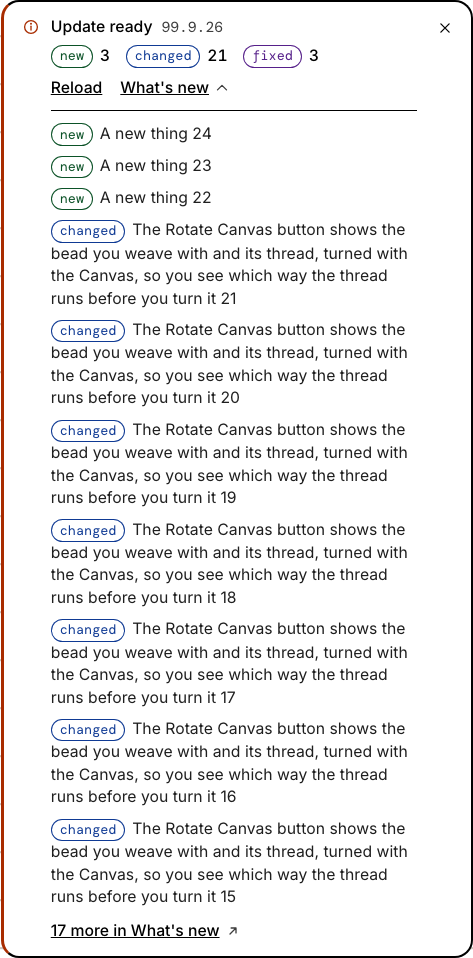 Update ready 99.9.26
new 3 changed 21 fixed 3
Reload What's new
new A new thing 24
new A new thing 23
new A new thing 22
changed The Rotate Canvas button shows the
bead you weave with and its thread, turned with
the Canvas, so you see which way the thread
runs before you turn it 21
changed The Rotate Canvas button shows the
bead you weave with and its thread, turned with
the Canvas, so you see which way the thread
runs before you turn it 20
changed The Rotate Canvas button shows the
bead you weave with and its thread, turned with
the Canvas, so you see which way the thread
runs before you turn it 19
changed The Rotate Canvas button shows the
bead you weave with and its thread, turned with
the Canvas, so you see which way the thread
runs before you turn it 18
changed The Rotate Canvas button shows the
bead you weave with and its thread, turned with
the Canvas, so you see which way the thread
runs before you turn it 17
changed The Rotate Canvas button shows the
bead you weave with and its thread, turned with
the Canvas, so you see which way the thread
runs before you turn it 16
changed The Rotate Canvas button shows the
bead you weave with and its thread, turned with
the Canvas, so you see which way the thread
runs before you turn it 15
17 more in What's new